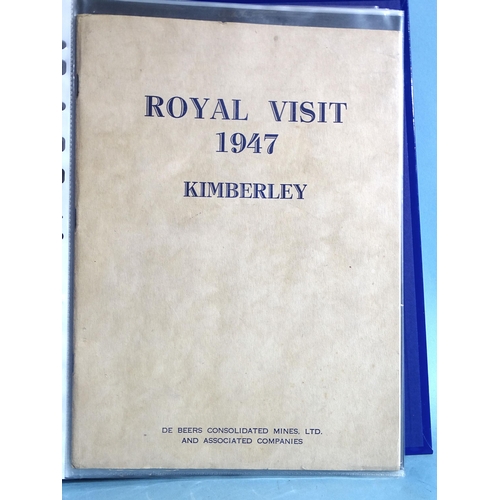 ROYAL VISIT
1947
KIMBERLEY
DE BEERS CONSOLIDATED MINES, LTD.
AND ASSOCIATED COMPANIES